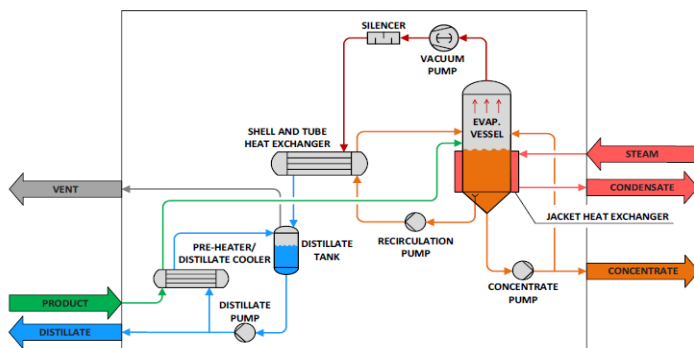 SILENCER
VACUUM
PUMP
EVAP.
VESSEL
SHELL AND TUBE
HEAT EXCHANGER
STEAM
VENT
CONDENSATE
JACKET HEAT EXCHANGER
RECIRCULATION
PUMP
PRE-HEATER/
DISTILLATE COOLER
DISTILLATE
TANK
CONCENTRATE
CONCENTRATE
PUMP
PRODUCT
DISTILLATE
PUMP
DISTILLATE